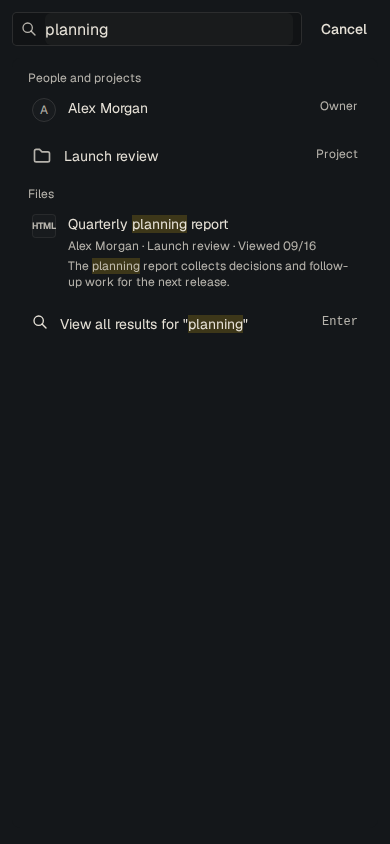 planning
Cancel
People and projects
A
Alex Morgan
Owner
Launch review
Project
Files
HTML
Quarterly planning report
Alex Morgan · Launch review · Viewed 09/16
The planning report collects decisions and follow-
up work for the next release.
View all results for "planning"
Enter